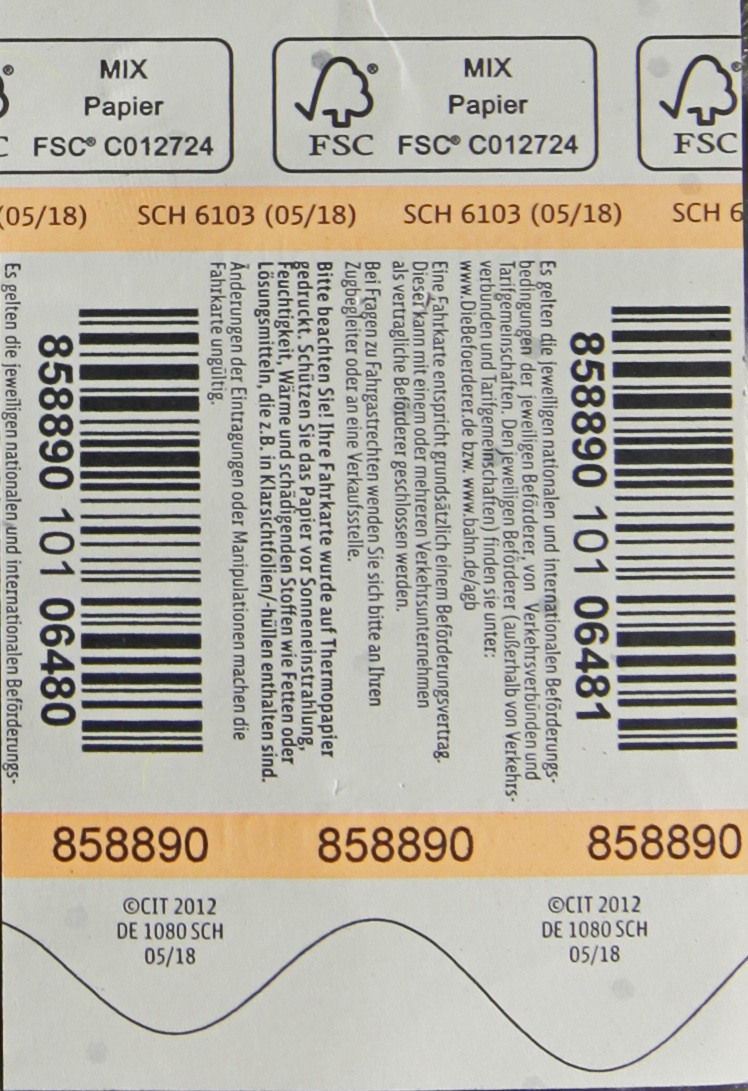 MIX
Papier
FSC® C012724
FSC
MIX
Papier
FSC® C012724
FSC
(05/18) SCH 6103 (05/18) SCH 6103 (05/18) SCH 6
Es gelten die jeweiligen nationalen und internationalen Beförderungs-
bedingungen der jeweiligen Beförderer, von Verkehrsverbünden und
Tarifgemeinschaften. Den jeweiligen Beförderer (außerhalb von Verkehrs-
verbünden und Tarifgemeinschaften) finden sie unter:
www.DieBefoerderer.de bzw. www.bahn.de/agb
Eine Fahrkarte entspricht grundsätzlich einem Beförderungsvertrag.
Dieser kann mit einem oder mehreren Verkehrsunternehmen
als vertragliche Beförderer geschlossen werden.
Bei Fragen zu Fahrgastrechten wenden Sie sich bitte an Ihren
Zugbegleiter oder an eine Verkaufsstelle.
Bitte beachten Sie! Ihre Fahrkarte wurde auf Thermopapier
gedruckt. Schützen Sie das Papier vor Sonneneinstrahlung,
Feuchtigkeit, Wärme und schädigenden Stoffen wie Fetten oder
Lösungsmitteln, die z.B. in Klarsichtfolien/-hüllen enthalten sind.
Änderungen der Eintragungen oder Manipulationen machen die
Fahrkarte ungültig.
858890 101 06481
858890 101 06480
Es gelten die jeweiligen nationalen und internationalen Beförderungs-
858890 858890 858890
©CIT 2012
DE 1080 SCH
05/18
©CIT 2012
DE 1080 SCH
05/18